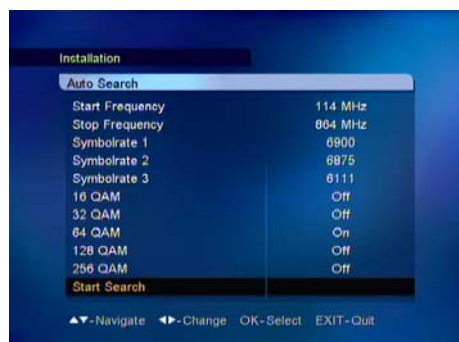 Installation
Auto Search
Start Frequency 114 MHz
Stop Frequency 864 MHz
Symbolrate 1 6900
Symbolrate 2 6875
Symbolrate 3 6111
16 QAM Off
32 QAM Off
64 QAM On
128 QAM Off
256 QAM Off
Start Search
▲▼-Navigate ◀▶-Change OK-Select EXIT-Quit